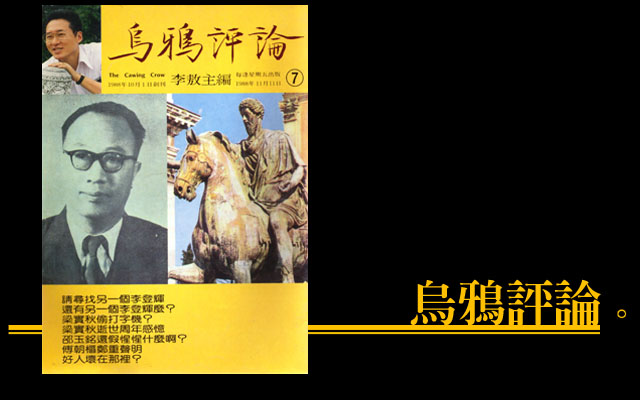 烏鴉評論
The Cawing Crow
李敖主編
每逢星期五出版
1988年10月1日創刊
1988年11月11日
7
請尋找另一個李登輝
還有另一個李登輝麼？
梁實秋偷打字機？
梁實秋逝世周年感憶
邵玉銘還假惺惺什麼啊？
傅朝樞鄭重聲明
好人壞在那裡？
烏鴉評論。